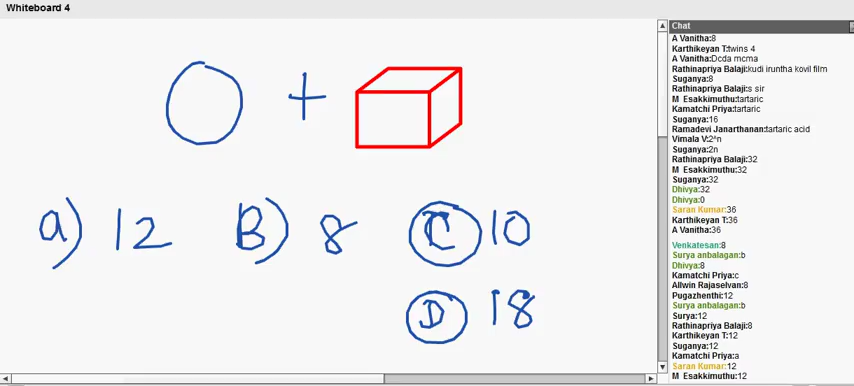 Whiteboard 4
+
a) 12 B) 8 C 10
D 18
Chat
A Vanitha:8
Karthikeyan T:twins 4
A Vanitha:Dcda mcma
Rathinapriya Balaji:kudi iruntha kovil film
Suganya:8
Rathinapriya Balaji:s sir
M Esakkimuthu:tartaric
Kamatchi Priya:tartaric
Suganya:16
Ramadevi Janarthanan:tartaric acid
Vimala V:2^n
Suganya:2n
Rathinapriya Balaji:32
M Esakkimuthu:32
Suganya:32
Dhivya:32
Dhivya:0
Saran Kumar:36
Karthikeyan T:36
A Vanitha:36
Venkatesan:8
Surya anbalagan:b
Dhivya:8
Kamatchi Priya:c
Allwin Rajaselvan:8
Pugazhenthi:12
Surya anbalagan:b
Surya:12
Rathinapriya Balaji:8
Karthikeyan T:12
Suganya:12
Kamatchi Priya:a
Saran Kumar:12
M Esakkimuthu:12